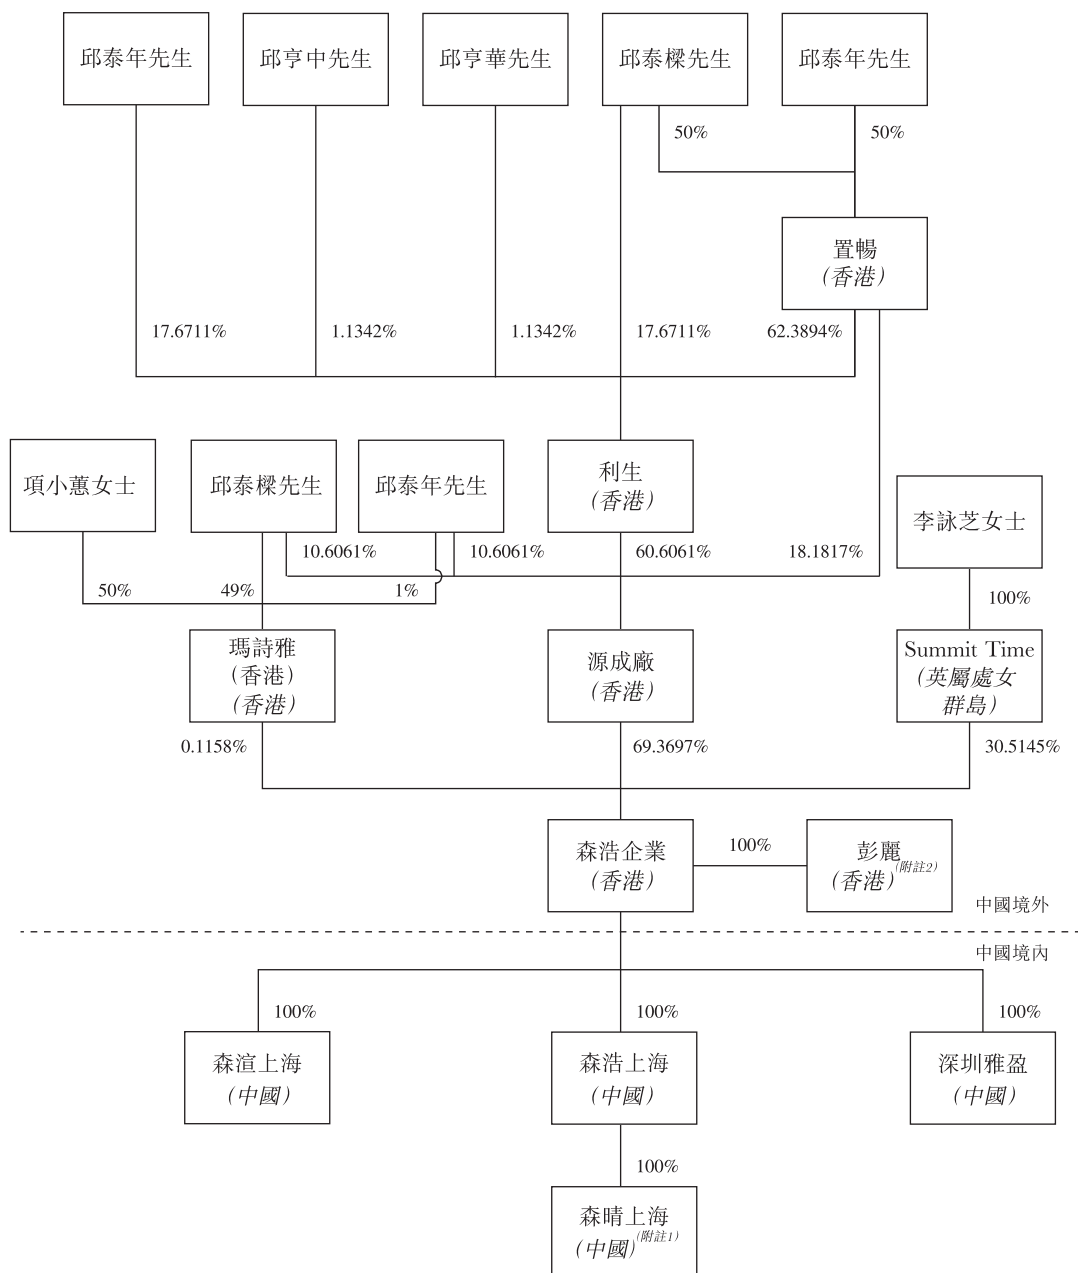 邱泰年先生
邱亨中先生
邱亨華先生
邱泰樑先生
邱泰年先生
50%
50%
置暢
(香港)
17.6711%
1.1342%
1.1342%
17.6711%
62.3894%
項小蕙女士
邱泰樑先生
邱泰年先生
利生
(香港)
李詠芝女士
10.6061%
10.6061%
60.6061%
18.1817%
50%
49%
1%
100%
瑪詩雅
(香港)
(香港)
源成廠
(香港)
Summit Time
(英屬處女
群島)
0.1158%
69.3697%
30.5145%
森浩企業
(香港)
100%
彭麗
(香港)(附註2)
中國境外
中國境內
100%
100%
100%
森渲上海
(中國)
森浩上海
(中國)
深圳雅盈
(中國)
100%
森晴上海
(中國)(附註1)